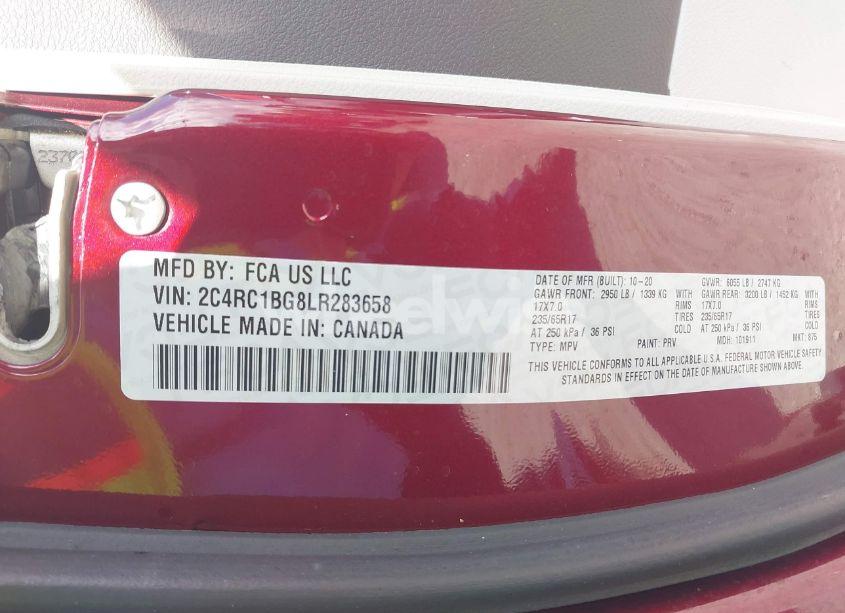 MFD BY: FCA US LLC
VIN: 2C4RC1BG8LR283658
VEHICLE MADE IN: CANADA
DATE OF MFR (BUILT): 10-20 GVWR: 6055 LB / 2747 KG
GAWR FRONT: 2950 LB / 1339 KG WITH GAWR REAR: 3200 LB / 1452 KG WITH
17X7.0 RIMS 17X7.0 RIMS
235/65R17 TIRES 235/65R17 TIRES
AT 250 kPa / 36 PSI COLD AT 250 kPa / 36 PSI COLD
TYPE: MPV PAINT: PRV MDH: 101911 MKT: 875
THIS VEHICLE CONFORMS TO ALL APPLICABLE U.S.A. FEDERAL MOTOR VEHICLE SAFETY
STANDARDS IN EFFECT ON THE DATE OF MANUFACTURE SHOWN ABOVE.